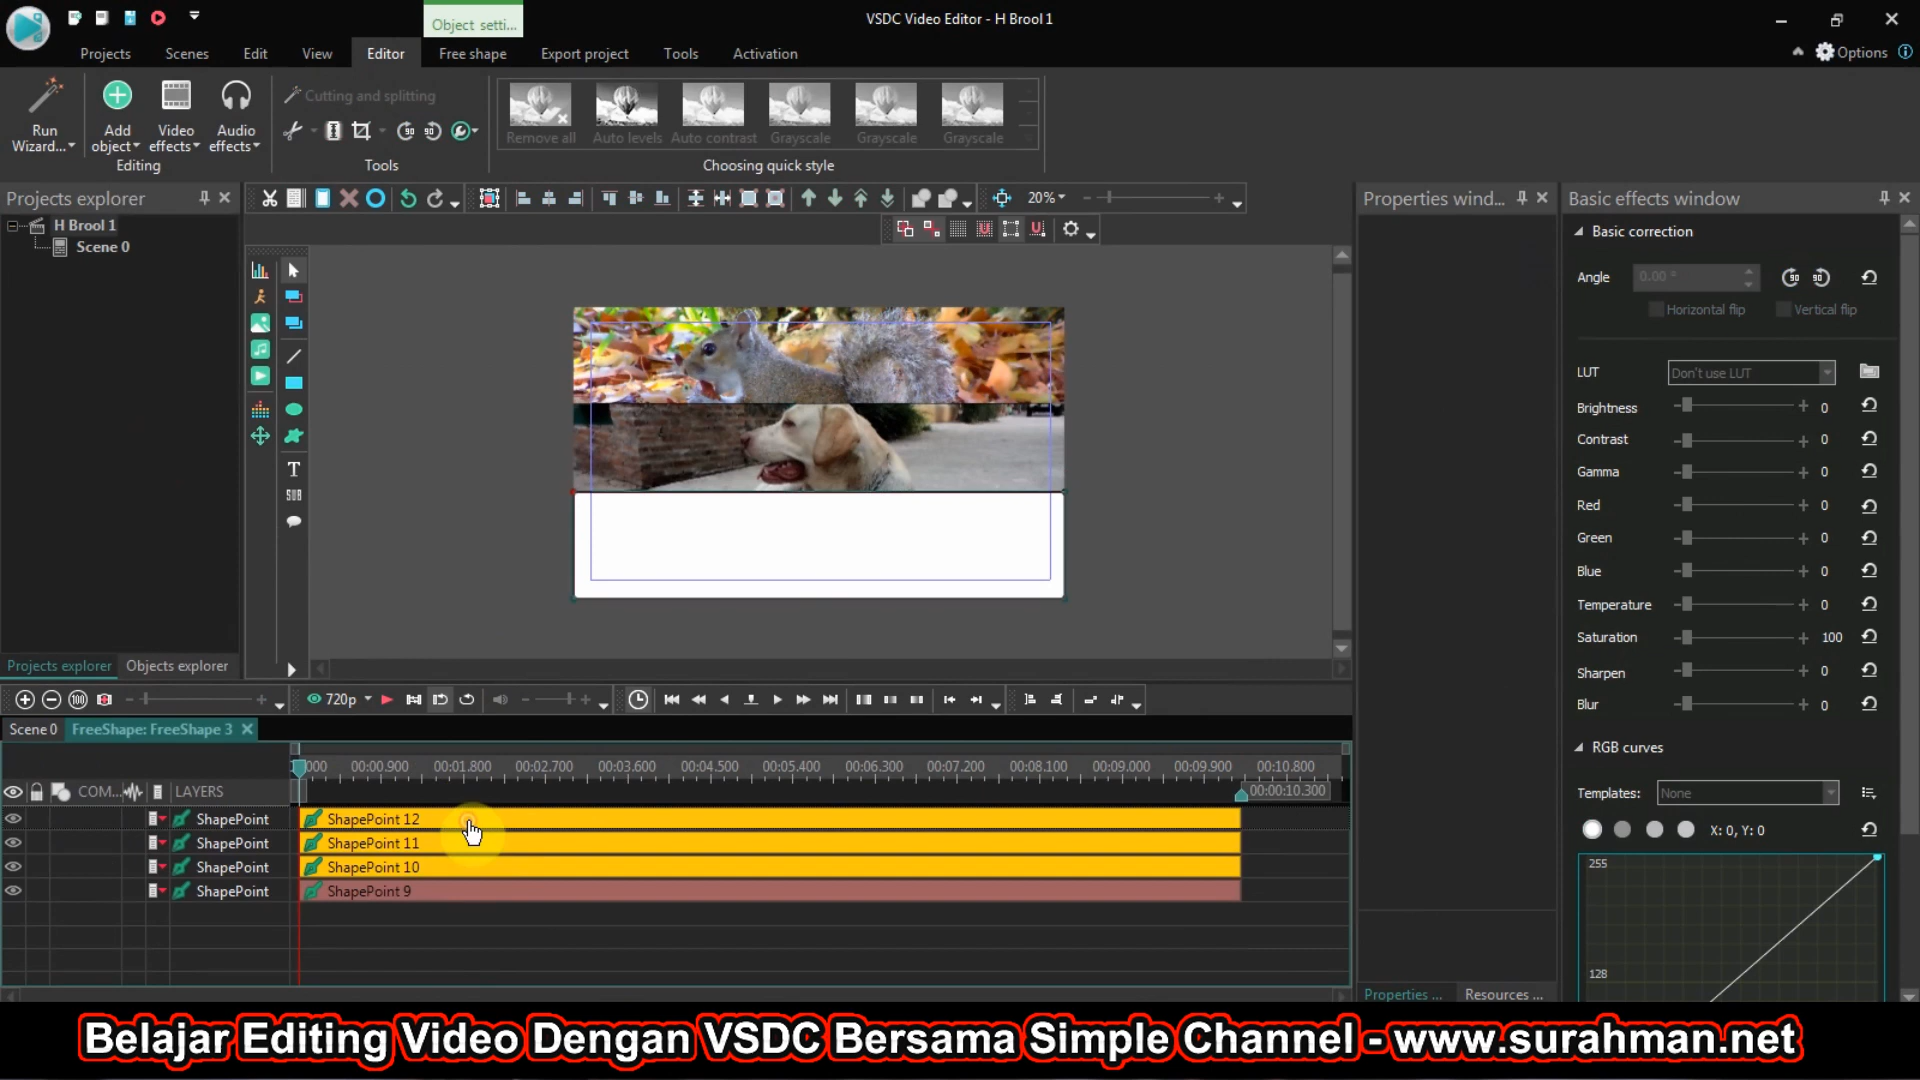 Object setti...
VSDC Video Editor - H Brool 1
Projects Scenes Edit View Editor Free shape Export project Tools Activation Options
Run Wizard...
Add object
Video effects
Audio effects
Cutting and splitting
Remove all Auto levels Auto contrast Grayscale Grayscale Grayscale
Editing Tools Choosing quick style
Projects explorer
20%
Properties wind...
Basic effects window
H Brool 1
Scene 0
Basic correction
Angle 0.00 °
Horizontal flip Vertical flip
LUT Don't use LUT
Brightness 0
Contrast 0
Gamma 0
Red 0
T
SUB
Green 0
Blue 0
Temperature 0
Saturation 100
Sharpen 0
Blur 0
Projects explorer Objects explorer
100 720p
Scene 0 FreeShape: FreeShape 3
RGB curves
000 00:00.900 00:01.800 00:02.700 00:03.600 00:04.500 00:05.400 00:06.300 00:07.200 00:08.100 00:09.000 00:09.900 00:10.800
COM... LAYERS 00:00:10.300
Templates: None
ShapePoint ShapePoint 12
X: 0, Y: 0
ShapePoint ShapePoint 11
ShapePoint ShapePoint 10
ShapePoint ShapePoint 9
255
128
Properties ... Resources ...
Belajar Editing Video Dengan VSDC Bersama Simple Channel - www.surahman.net